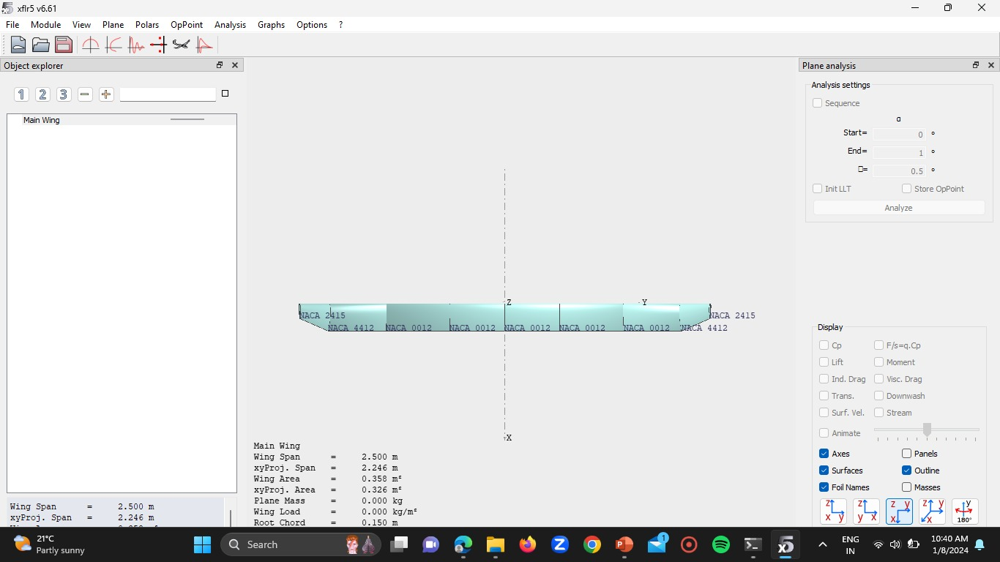 xflr5 v6.61
File Module View Plane Polars OpPoint Analysis Graphs Options ?
Object explorer
1 2 3
Main Wing
Wing Span = 2.500 m
xyProj. Span = 2.246 m
Z
Y
NACA 2415 NACA 2415
NACA 4412 NACA 0012 NACA 0012 NACA 0012 NACA 0012 NACA 0012 NACA 4412
X
Main Wing
Wing Span = 2.500 m
xyProj. Span = 2.246 m
Wing Area = 0.358 m²
xyProj. Area = 0.326 m²
Plane Mass = 0.000 kg
Wing Load = 0.000 kg/m²
Root Chord = 0.150 m
Plane analysis
Analysis settings
Sequence
α
Start= 0 °
End= 1 °
□= 0.5 °
Init LLT Store OpPoint
Analyze
Display
Cp F/s=q.Cp
Lift Moment
Ind. Drag Visc. Drag
Trans. Downwash
Surf. Vel. Stream
Animate
Axes Panels
Surfaces Outline
Foil Names Masses
Z X Y
Z Y X
Z Y X
Z Y X
Y 180°
21°C
Partly sunny
Search
1
ENG
IN
10:40 AM
1/8/2024